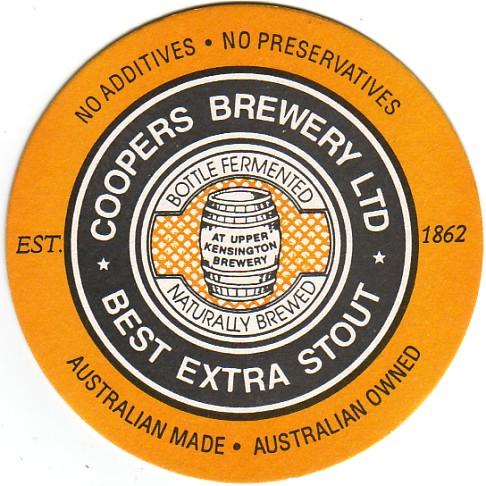 NO ADDITIVES • NO PRESERVATIVES
COOPERS BREWERY LTD
BOTTLE FERMENTED
EST. 1862
AT UPPER
KENSINGTON
BREWERY
NATURALLY BREWED
★ BEST EXTRA STOUT ★
AUSTRALIAN MADE • AUSTRALIAN OWNED